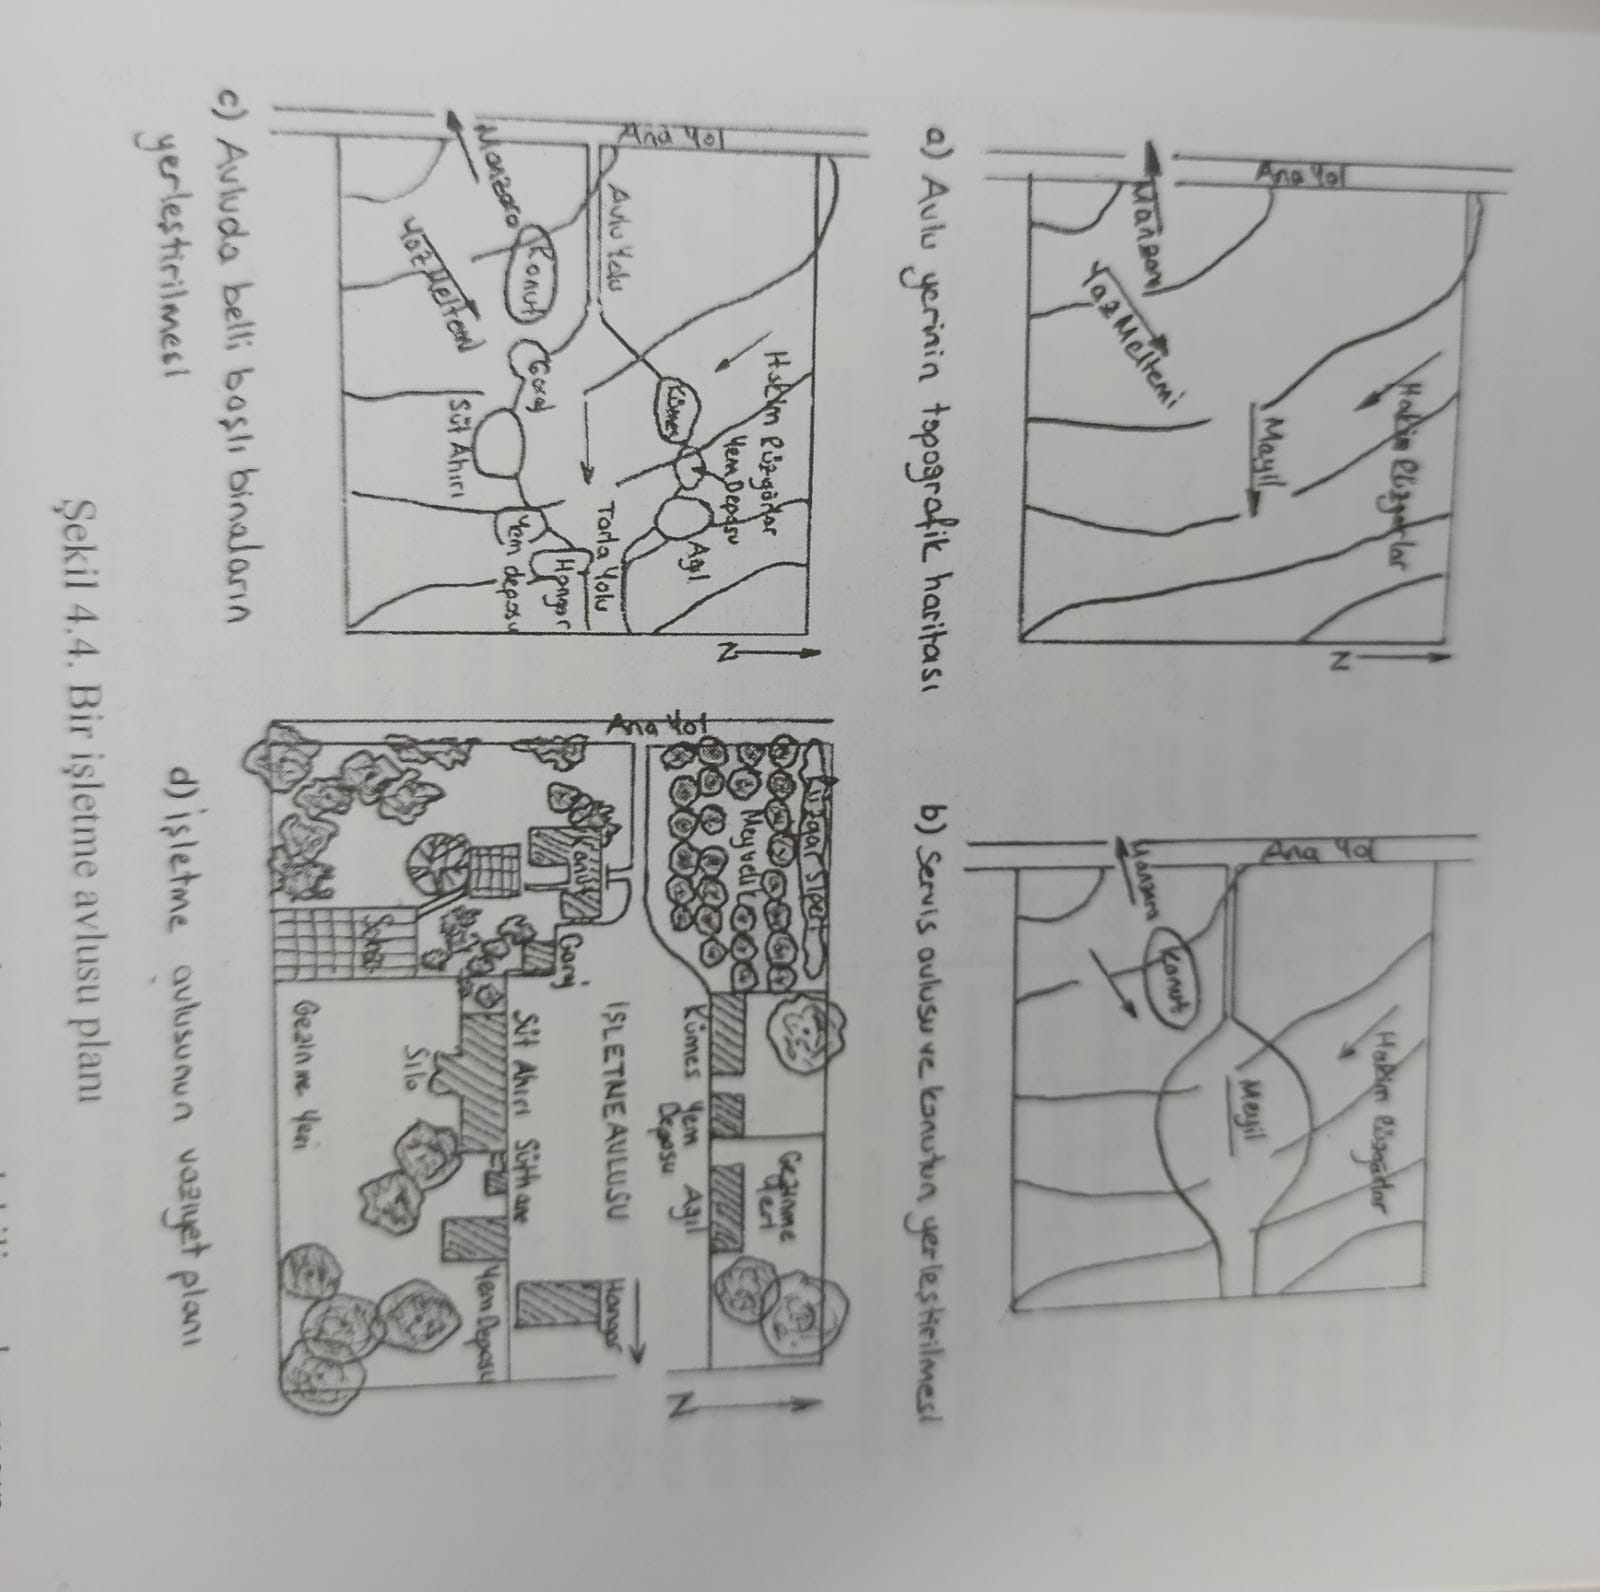 Ana Yol
Manzara
Yaz Meltemi
Mayil
Hakim Rüzgarlar
N
a) Avlu yerinin topografik haritası
Ana Yol
Manzara
Konut
Meyil
Hakim Rüzgarlar
b) Servis avlusu ve konutun yerleştirilmesi
Ana Yol
Avlu Yolu
Manzara
Konut
Yaz Meltemi
Garaj
Süt Ahırı
Yem deposu
Hangar
Tarla Yolu
Kümes
Hakim Rüzgarlar
Yem Deposu
Ağıl
N
c) Avluda belli başlı binaların
yerleştirilmesi
Ana Yol
Rüzgar Siperi
Meyvelik
Konut
Garaj
Sebze
Gezinme Yeri
Silo
Süt Ahırı Süthane
Yem Deposu
Hangar
İŞLETNE AVLUSU
Kümes Yem Ağıl
Deposu
Gezinme
Yeri
N
d) İşletme avlusunun vaziyet planı
Şekil 4.4. Bir işletme avlusu planı